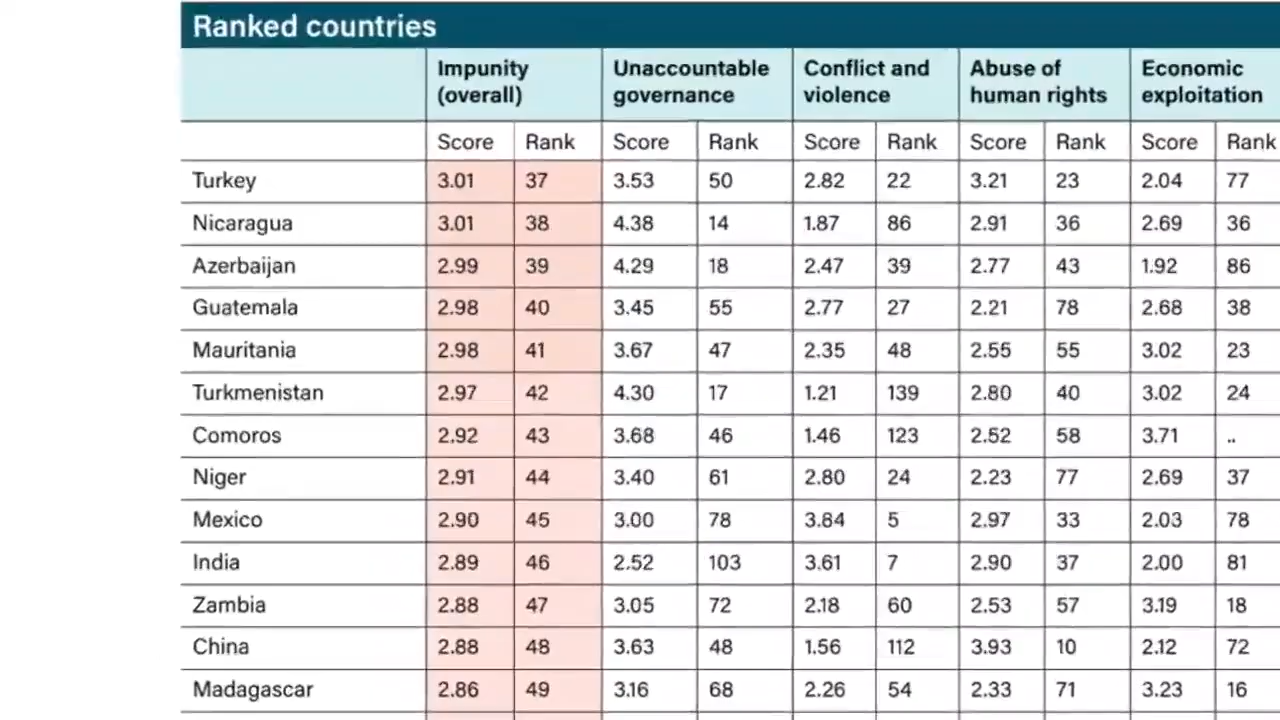 Ranked countries
Impunity (overall) Unaccountable governance Conflict and violence Abuse of human rights Economic exploitation
Score Rank Score Rank Score Rank Score Rank Score Rank
Turkey 3.01 37 3.53 50 2.82 22 3.21 23 2.04 77
Nicaragua 3.01 38 4.38 14 1.87 86 2.91 36 2.69 36
Azerbaijan 2.99 39 4.29 18 2.47 39 2.77 43 1.92 86
Guatemala 2.98 40 3.45 55 2.77 27 2.21 78 2.68 38
Mauritania 2.98 41 3.67 47 2.35 48 2.55 55 3.02 23
Turkmenistan 2.97 42 4.30 17 1.21 139 2.80 40 3.02 24
Comoros 2.92 43 3.68 46 1.46 123 2.52 58 3.71 ..
Niger 2.91 44 3.40 61 2.80 24 2.23 77 2.69 37
Mexico 2.90 45 3.00 78 3.84 5 2.97 33 2.03 78
India 2.89 46 2.52 103 3.61 7 2.90 37 2.00 81
Zambia 2.88 47 3.05 72 2.18 60 2.53 57 3.19 18
China 2.88 48 3.63 48 1.56 112 3.93 10 2.12 72
Madagascar 2.86 49 3.16 68 2.26 54 2.33 71 3.23 16